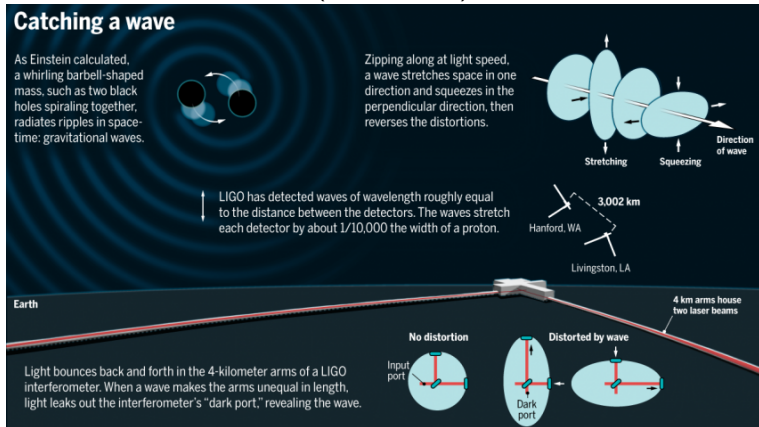 Catching a wave
As Einstein calculated,
a whirling barbell-shaped
mass, such as two black
holes spiraling together,
radiates ripples in space-
time: gravitational waves.
Zipping along at light speed,
a wave stretches space in one
direction and squeezes in the
perpendicular direction, then
reverses the distortions.
Direction
of wave
Stretching
Squeezing
LIGO has detected waves of wavelength roughly equal
to the distance between the detectors. The waves stretch
each detector by about 1/10,000 the width of a proton.
3,002 km
Hanford, WA
Livingston, LA
Earth
4 km arms house
two laser beams
No distortion
Distorted by wave
Input
port
Dark
port
Light bounces back and forth in the 4-kilometer arms of a LIGO
interferometer. When a wave makes the arms unequal in length,
light leaks out the interferometer's “dark port,” revealing the wave.